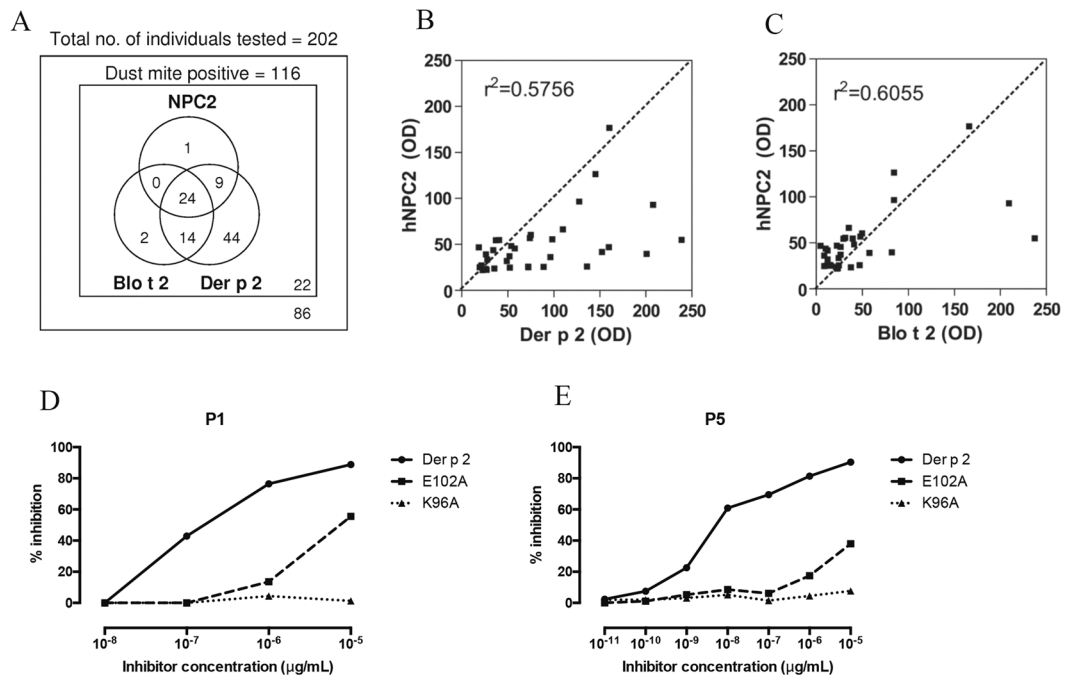 A
Total no. of individuals tested = 202
Dust mite positive = 116
NPC2
1
0
9
24
2
14
44
Blo t 2
Der p 2
22
86
B
250
200
150
100
50
0
hNPC2 (OD)
r²=0.5756
0 50 100 150 200 250
Der p 2 (OD)
C
250
200
150
100
50
0
hNPC2 (OD)
r²=0.6055
0 50 100 150 200 250
Blo t 2 (OD)
D
P1
100
80
60
40
20
0
% inhibition
Der p 2
E102A
K96A
10⁻⁸ 10⁻⁷ 10⁻⁶ 10⁻⁵
Inhibitor concentration (µg/mL)
E
P5
100
80
60
40
20
0
% inhibition
Der p 2
E102A
K96A
10⁻¹¹ 10⁻¹⁰ 10⁻⁹ 10⁻⁸ 10⁻⁷ 10⁻⁶ 10⁻⁵
Inhibitor concentration (µg/mL)